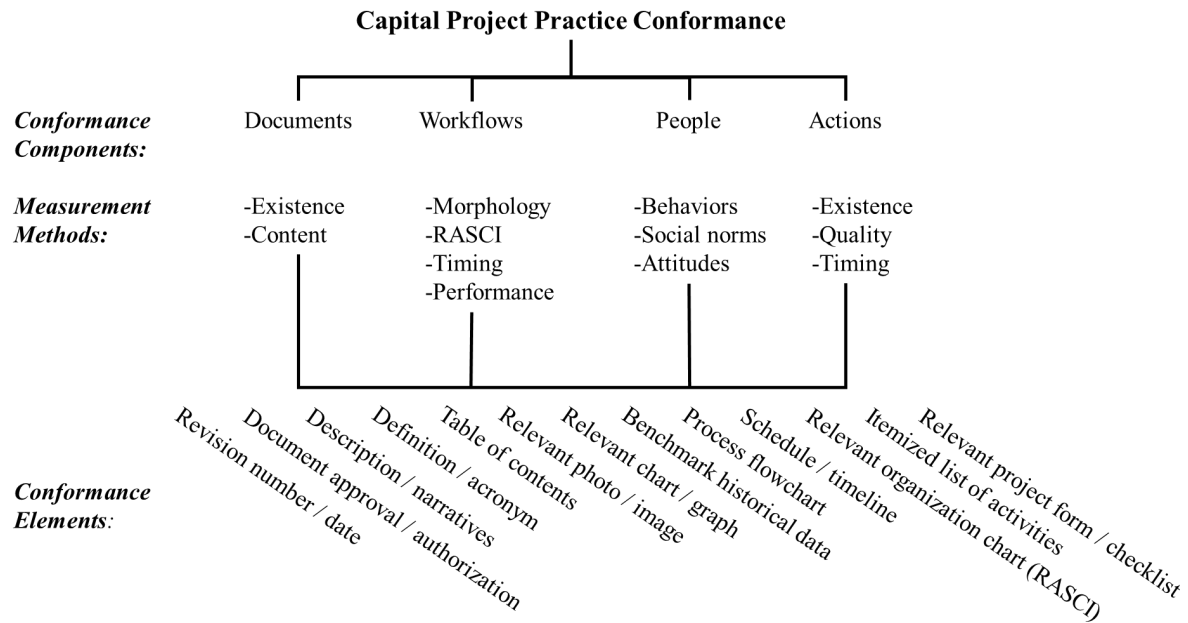 Capital Project Practice Conformance
Conformance
Components:
Documents
Workflows
People
Actions
Measurement
Methods:
-Existence
-Content
-Morphology
-RASCI
-Timing
-Performance
-Behaviors
-Social norms
-Attitudes
-Existence
-Quality
-Timing
Conformance
Elements:
Revision number / date
Document approval / authorization
Description / narratives
Definition / acronym
Table of contents
Relevant photo / image
Relevant chart / graph
Benchmark historical data
Process flowchart
Schedule / timeline
Relevant organization chart (RASCI)
Itemized list of activities
Relevant project form / checklist